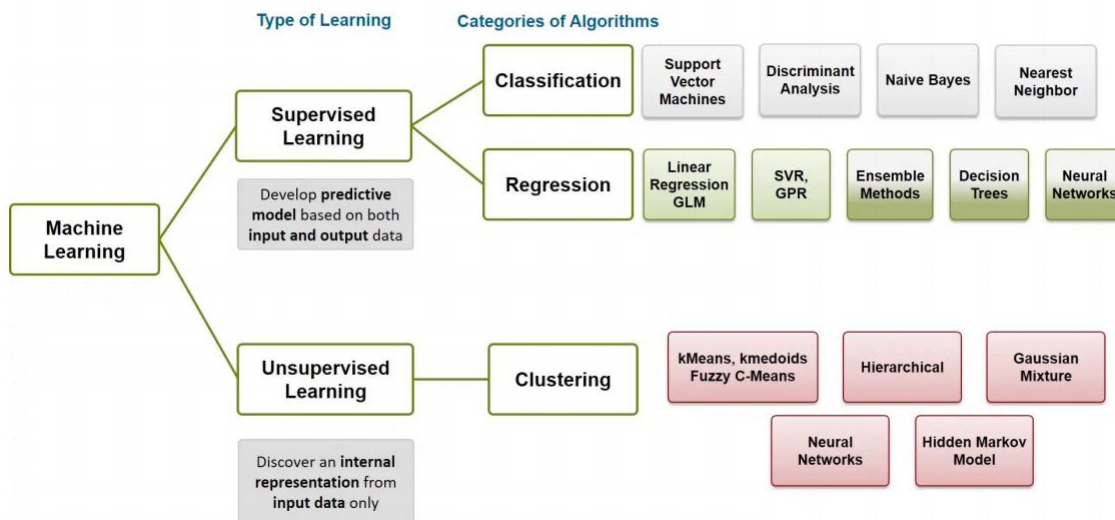 Type of Learning
Categories of Algorithms
Classification
Support
Vector
Machines
Discriminant
Analysis
Naive Bayes
Nearest
Neighbor
Supervised
Learning
Regression
Linear
Regression
GLM
SVR,
GPR
Ensemble
Methods
Decision
Trees
Neural
Networks
Develop predictive
model based on both
input and output data
Machine
Learning
Unsupervised
Learning
Clustering
kMeans, kmedoids
Fuzzy C-Means
Hierarchical
Gaussian
Mixture
Neural
Networks
Hidden Markov
Model
Discover an internal
representation from
input data only